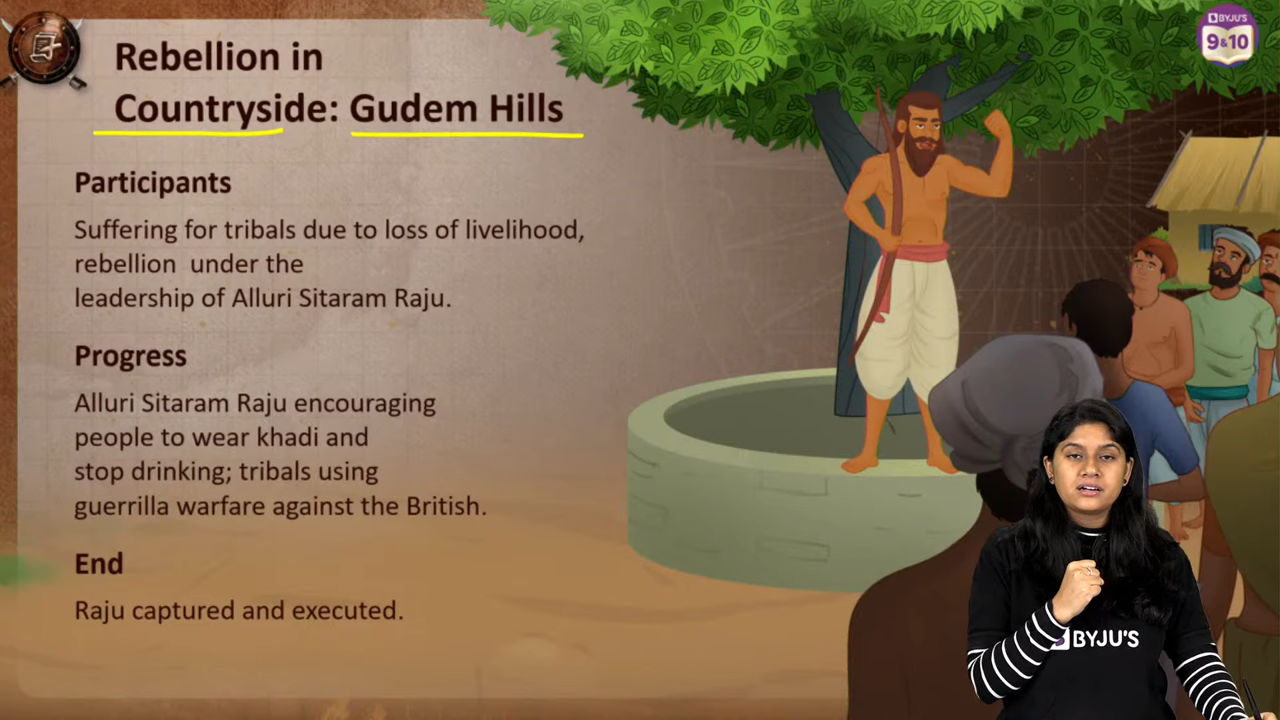 BYJU'S
9&10
Rebellion in
Countryside: Gudem Hills
Participants
Suffering for tribals due to loss of livelihood,
rebellion under the
leadership of Alluri Sitaram Raju.
Progress
Alluri Sitaram Raju encouraging
people to wear khadi and
stop drinking; tribals using
guerrilla warfare against the British.
End
Raju captured and executed.
BYJU'S